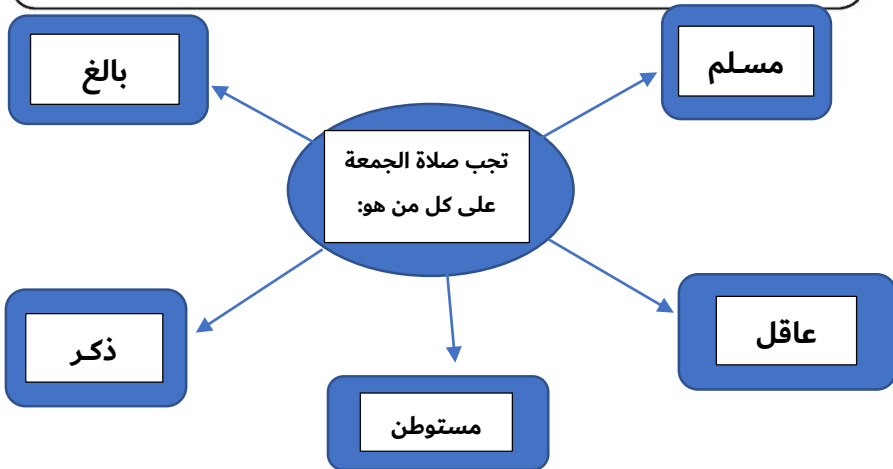 مسلم
بالغ
تجب صلاة الجمعة
على كل من هو:
عاقل
ذكر
مستوطن